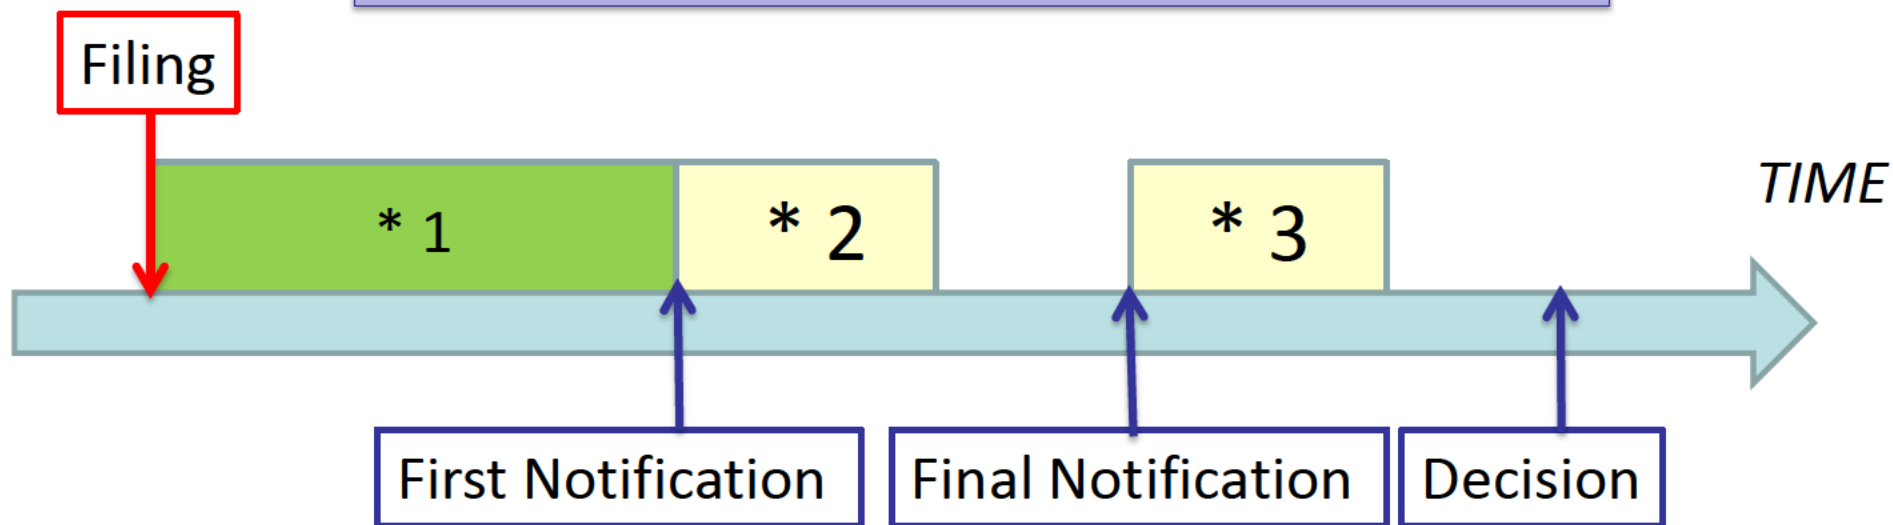 Filing
* 1
* 2
* 3
TIME
First Notification
Final Notification
Decision